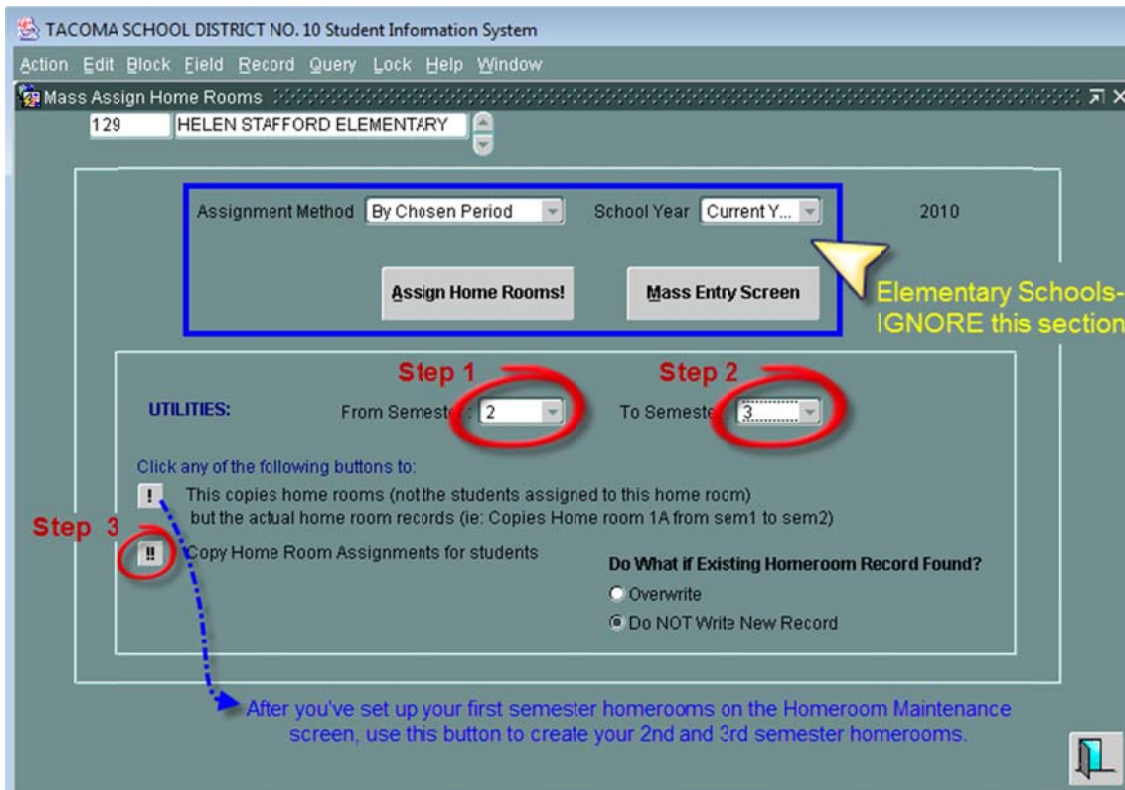 TACOMA SCHOOL DISTRICT NO. 10 Student Information System
Action Edit Block Field Record Query Lock Help Window
Mass Assign Home Rooms
129 HELEN STAFFORD ELEMENTARY
Assignment Method By Chosen Period School Year Current Y... 2010
Assign Home Rooms! Mass Entry Screen
Elementary Schools-
IGNORE this section
Step 1 Step 2
UTILITIES: From Semester: 2 To Semeste 3
Click any of the following buttons to:
! This copies home rooms (not the students assigned to this home room)
but the actual home room records (ie: Copies Home room 1A from sem1 to sem2)
Step 3
!! Copy Home Room Assignments for students
Do What if Existing Homeroom Record Found?
Overwrite
Do NOT Write New Record
After you've set up your first semester homerooms on the Homeroom Maintenance
screen, use this button to create your 2nd and 3rd semester homerooms.